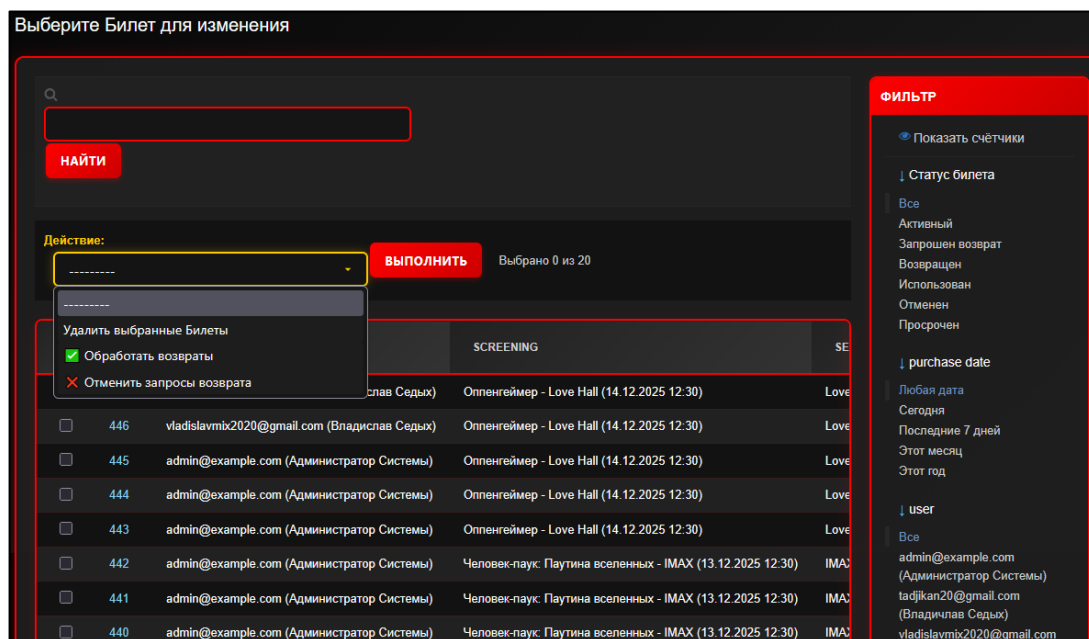 Выберите Билет для изменения
НАЙТИ
Действие:
---------
ВЫПОЛНИТЬ
Выбрано 0 из 20
---------
Удалить выбранные Билеты
Обработать возвраты
Отменить запросы возврата
SCREENING
SE
слав Седых) Оппенгеймер - Love Hall (14.12.2025 12:30) Love
446 vladislavmix2020@gmail.com (Владислав Седых) Оппенгеймер - Love Hall (14.12.2025 12:30) Love
445 admin@example.com (Администратор Системы) Оппенгеймер - Love Hall (14.12.2025 12:30) Love
444 admin@example.com (Администратор Системы) Оппенгеймер - Love Hall (14.12.2025 12:30) Love
443 admin@example.com (Администратор Системы) Оппенгеймер - Love Hall (14.12.2025 12:30) Love
442 admin@example.com (Администратор Системы) Человек-паук: Паутина вселенных - IMAX (13.12.2025 12:30) IMAX
441 admin@example.com (Администратор Системы) Человек-паук: Паутина вселенных - IMAX (13.12.2025 12:30) IMAX
440 admin@example.com (Администратор Системы) Человек-паук: Паутина вселенных - IMAX (13.12.2025 12:30) IMAX
ФИЛЬТР
Показать счётчики
↓ Статус билета
Все
Активный
Запрошен возврат
Возвращен
Использован
Отменен
Просрочен
↓ purchase date
Любая дата
Сегодня
Последние 7 дней
Этот месяц
Этот год
↓ user
Все
admin@example.com
(Администратор Системы)
tadjikan20@gmail.com
(Владичлав Седых)
vladislavmix2020@gmail.com